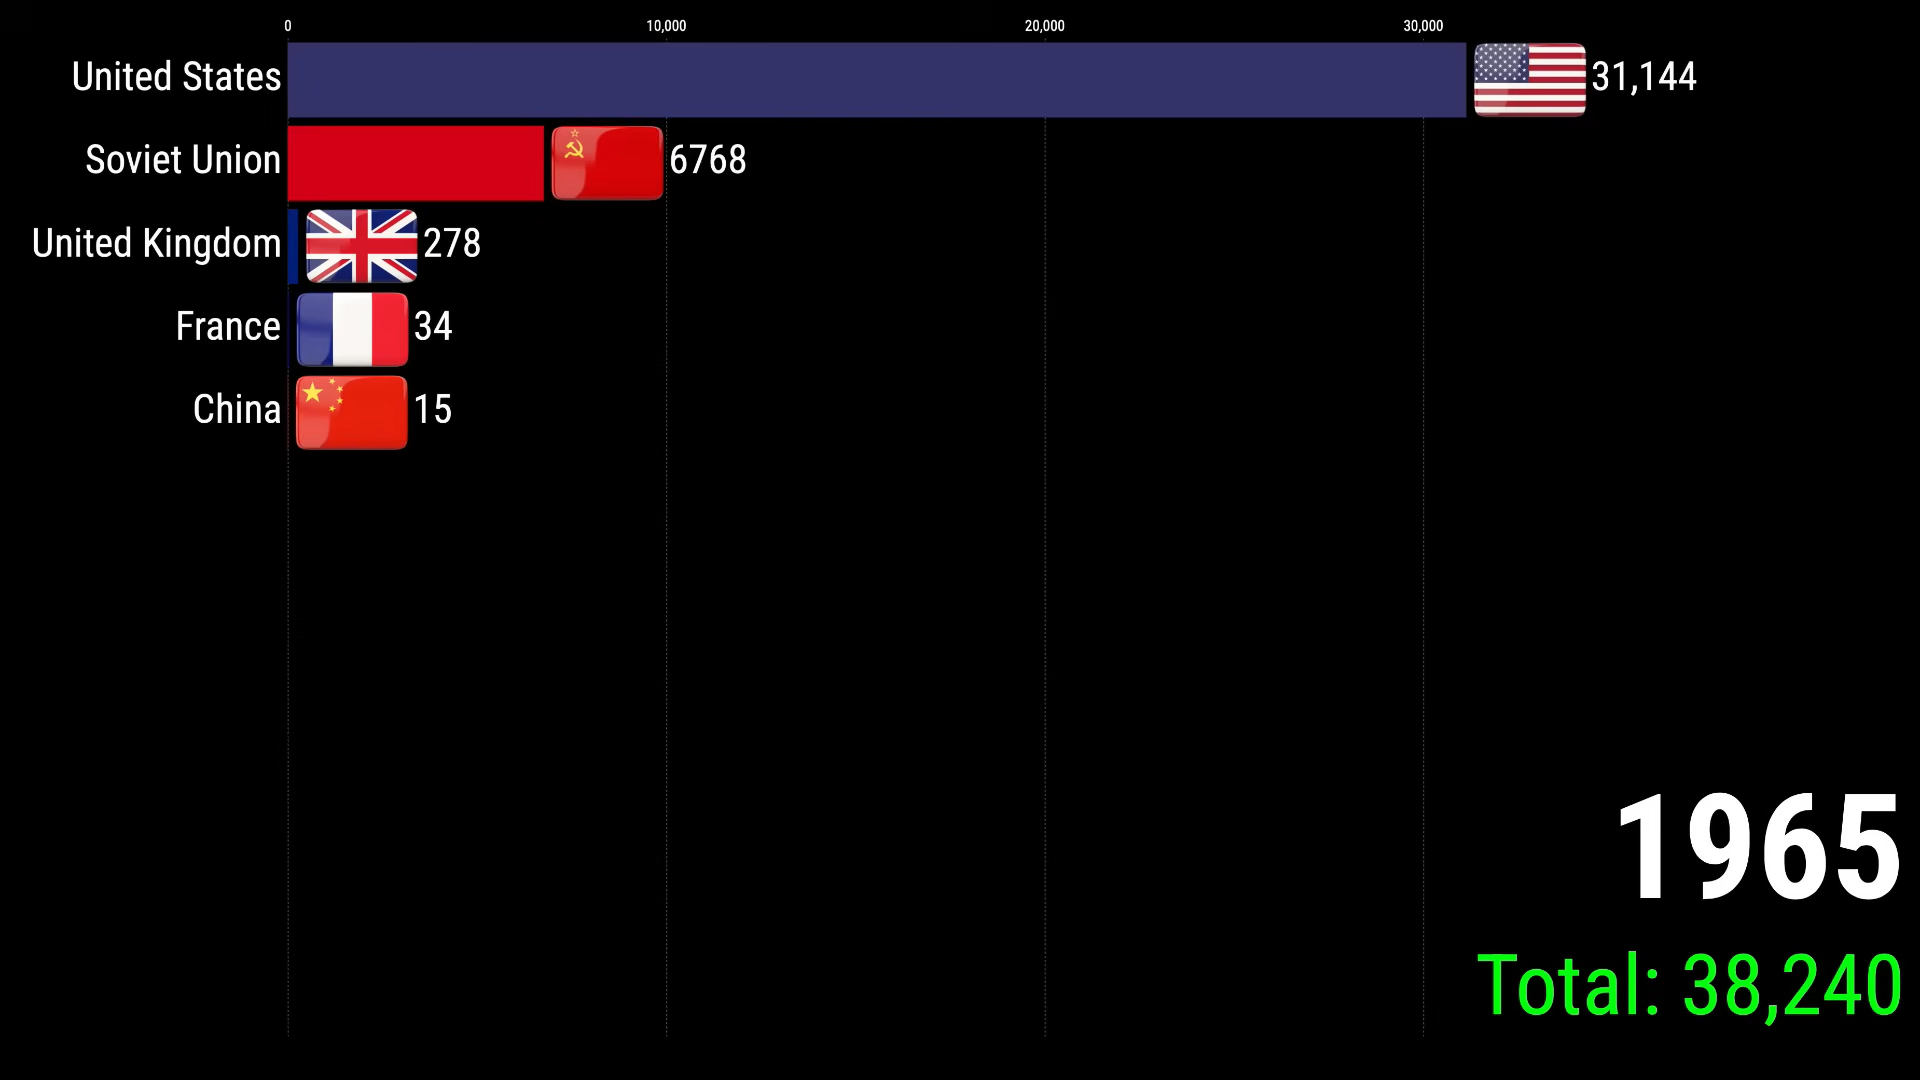 0 10,000 20,000 30,000
United States 31,144
Soviet Union 6768
United Kingdom 278
France 34
China 15
1965
Total: 38,240